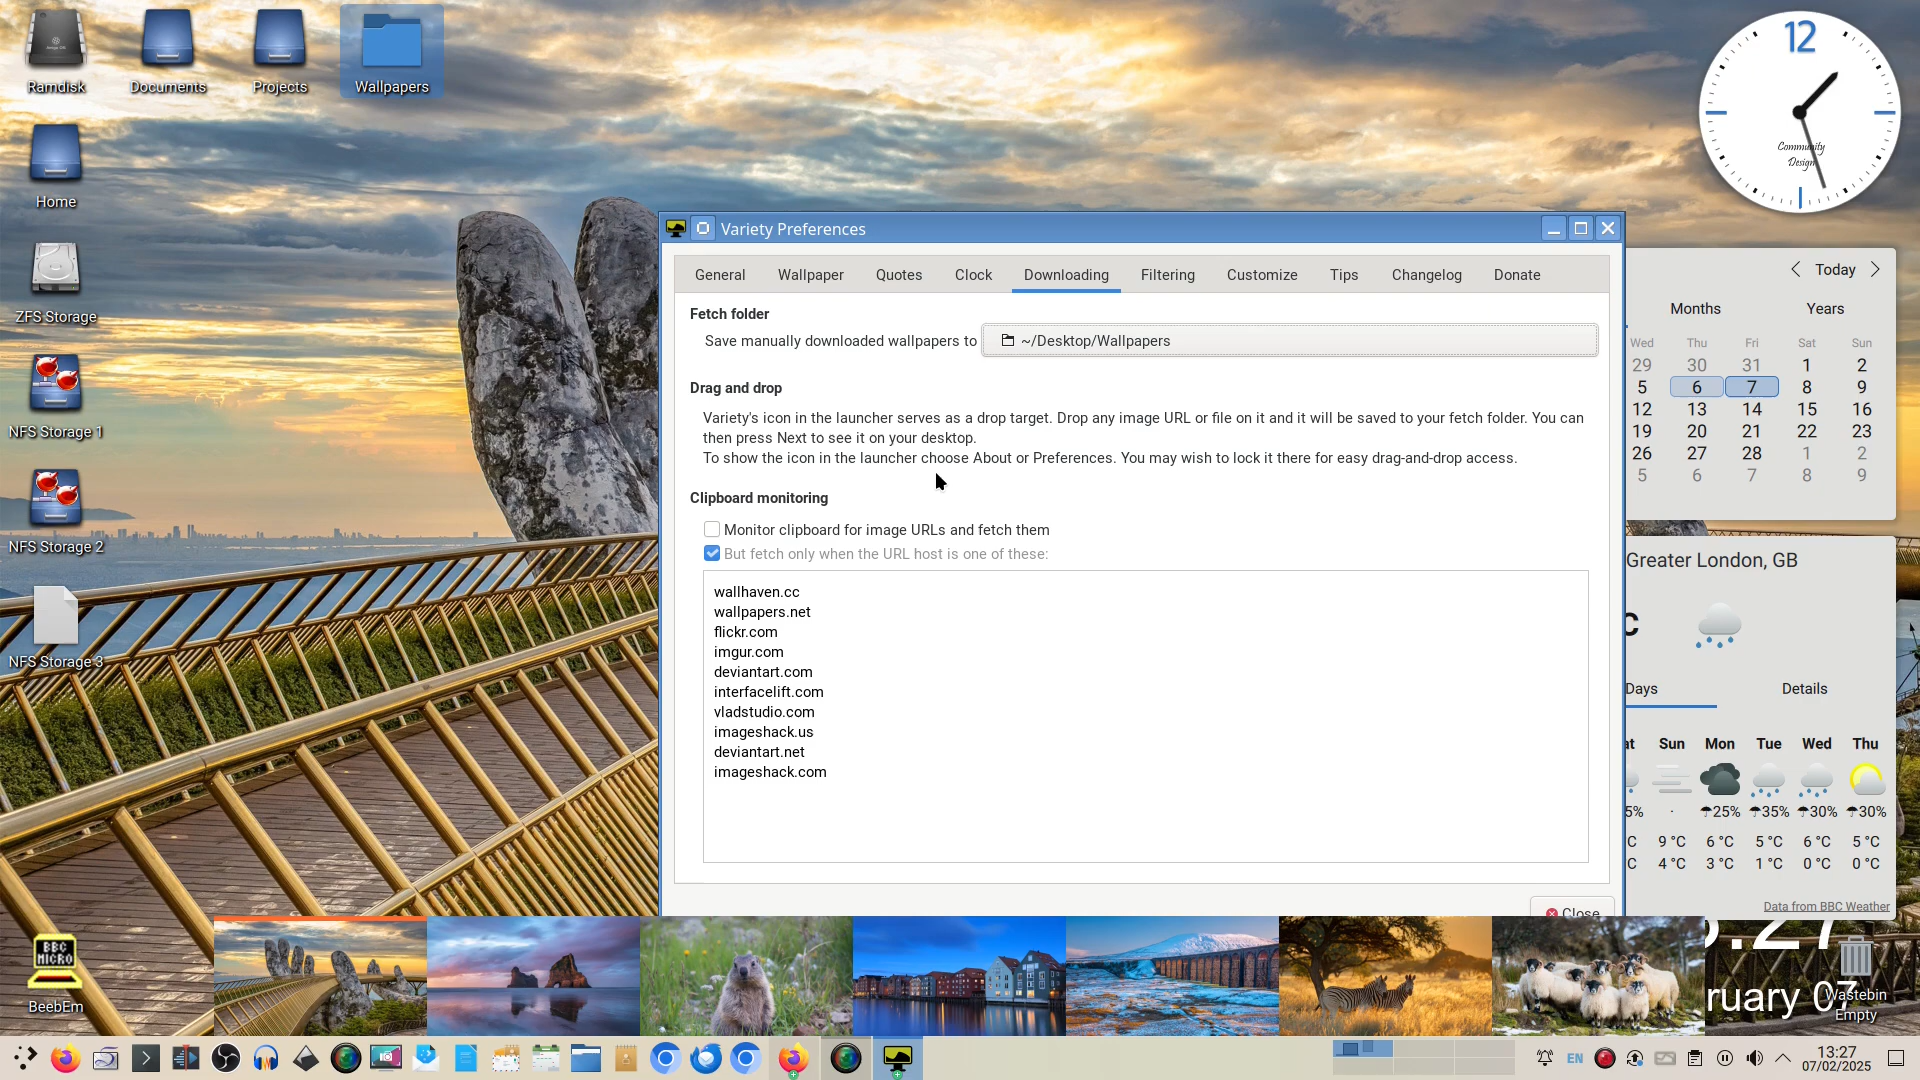 Ramdisk
Documents
Projects
Wallpapers
Home
ZFS Storage
NFS Storage 1
NFS Storage 2
NFS Storage 3
BBC
MICRO
BeebEm
12
Community
Design
Variety Preferences
General Wallpaper Quotes Clock Downloading Filtering Customize Tips Changelog Donate
Fetch folder
Save manually downloaded wallpapers to ~/Desktop/Wallpapers
Drag and drop
Variety's icon in the launcher serves as a drop target. Drop any image URL or file on it and it will be saved to your fetch folder. You can
then press Next to see it on your desktop.
To show the icon in the launcher choose About or Preferences. You may wish to lock it there for easy drag-and-drop access.
Clipboard monitoring
Monitor clipboard for image URLs and fetch them
But fetch only when the URL host is one of these:
wallhaven.cc
wallpapers.net
flickr.com
imgur.com
deviantart.com
interfacelift.com
vladstudio.com
imageshack.us
deviantart.net
imageshack.com
Close
Today
Months Years
Wed Thu Fri Sat Sun
29 30 31 1 2
5 6 7 8 9
12 13 14 15 16
19 20 21 22 23
26 27 28 1 2
5 6 7 8 9
Greater London, GB
C
Days Details
at Sun Mon Tue Wed Thu
5% 25% 35% 30% 30%
C 9 °C 6 °C 5 °C 6 °C 5 °C
C 4 °C 3 °C 1 °C 0 °C 0 °C
Data from BBC Weather
:27
ruary 07
Wastebin
Empty
EN
13:27
07/02/2025